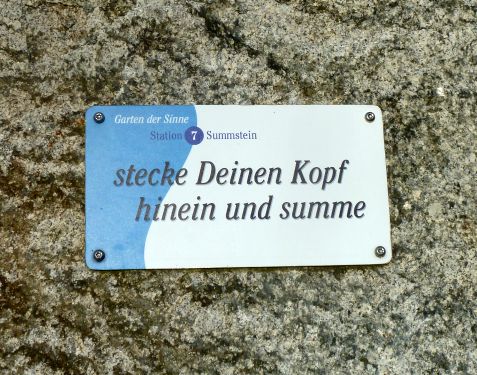 Garten der Sinne
Station 7 Summstein
stecke Deinen Kopf
hinein und summe